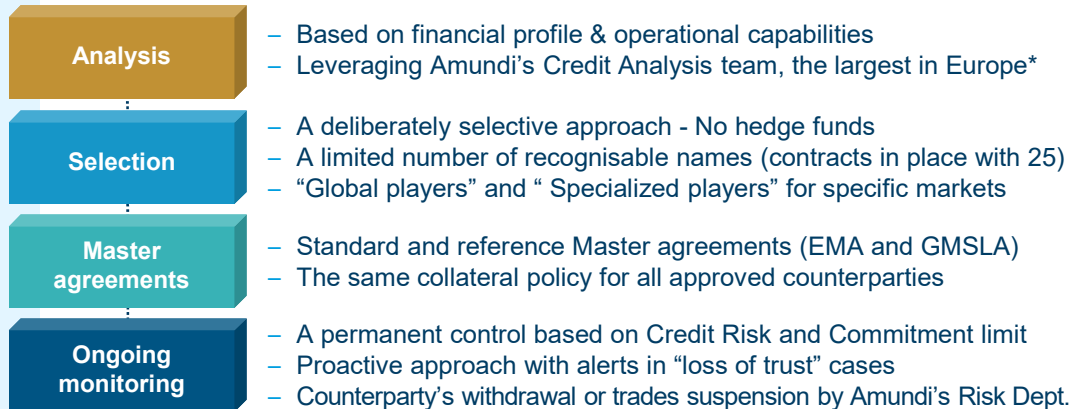 Analysis
– Based on financial profile & operational capabilities
– Leveraging Amundi's Credit Analysis team, the largest in Europe*
Selection
– A deliberately selective approach - No hedge funds
– A limited number of recognisable names (contracts in place with 25)
– “Global players” and “ Specialized players” for specific markets
Master
agreements
– Standard and reference Master agreements (EMA and GMSLA)
– The same collateral policy for all approved counterparties
Ongoing
monitoring
– A permanent control based on Credit Risk and Commitment limit
– Proactive approach with alerts in “loss of trust” cases
– Counterparty's withdrawal or trades suspension by Amundi's Risk Dept.